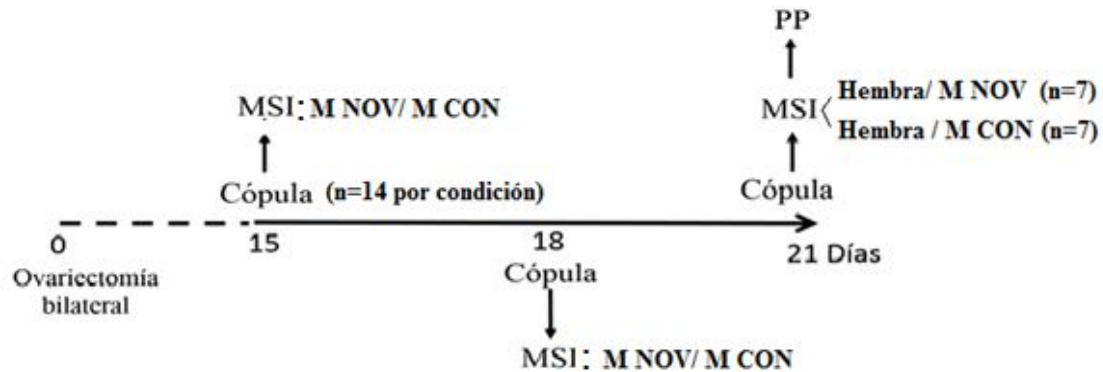 PP
MSI: M NOV/ M CON
MSI
Hembra/ M NOV (n=7)
Hembra / M CON (n=7)
Cópula (n=14 por condición)
Cópula
0
15
18
21 Días
Ovariectomía
bilateral
Cópula
MSI: M NOV/ M CON